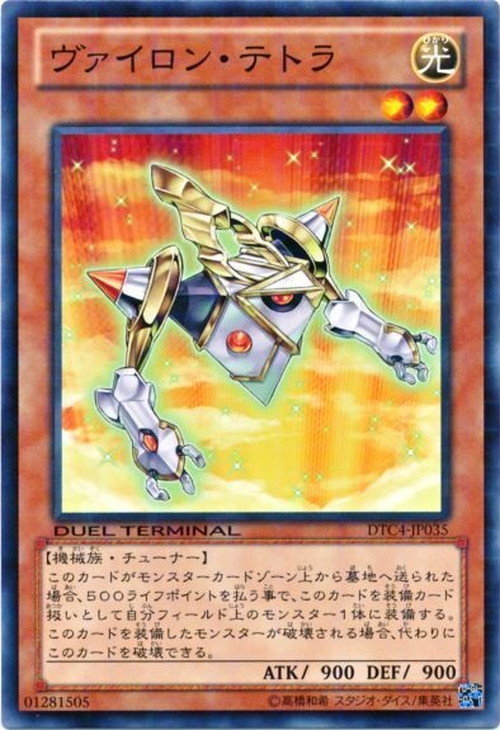 ヴァイロン・テトラ
光
DUEL TERMINAL
DTC4-JP035
【機械族・チューナー】
このカードがモンスターカードゾーン上から墓地へ送られた
場合、500ライフポイントを払う事で、このカードを装備カード
扱いとして自分フィールド上のモンスター1体に装備する。
このカードを装備したモンスターが破壊される場合、代わりに
このカードを破壊できる。
ATK/ 900 DEF/ 900
01281505
©高橋和希 スタジオ・ダイス/集英社